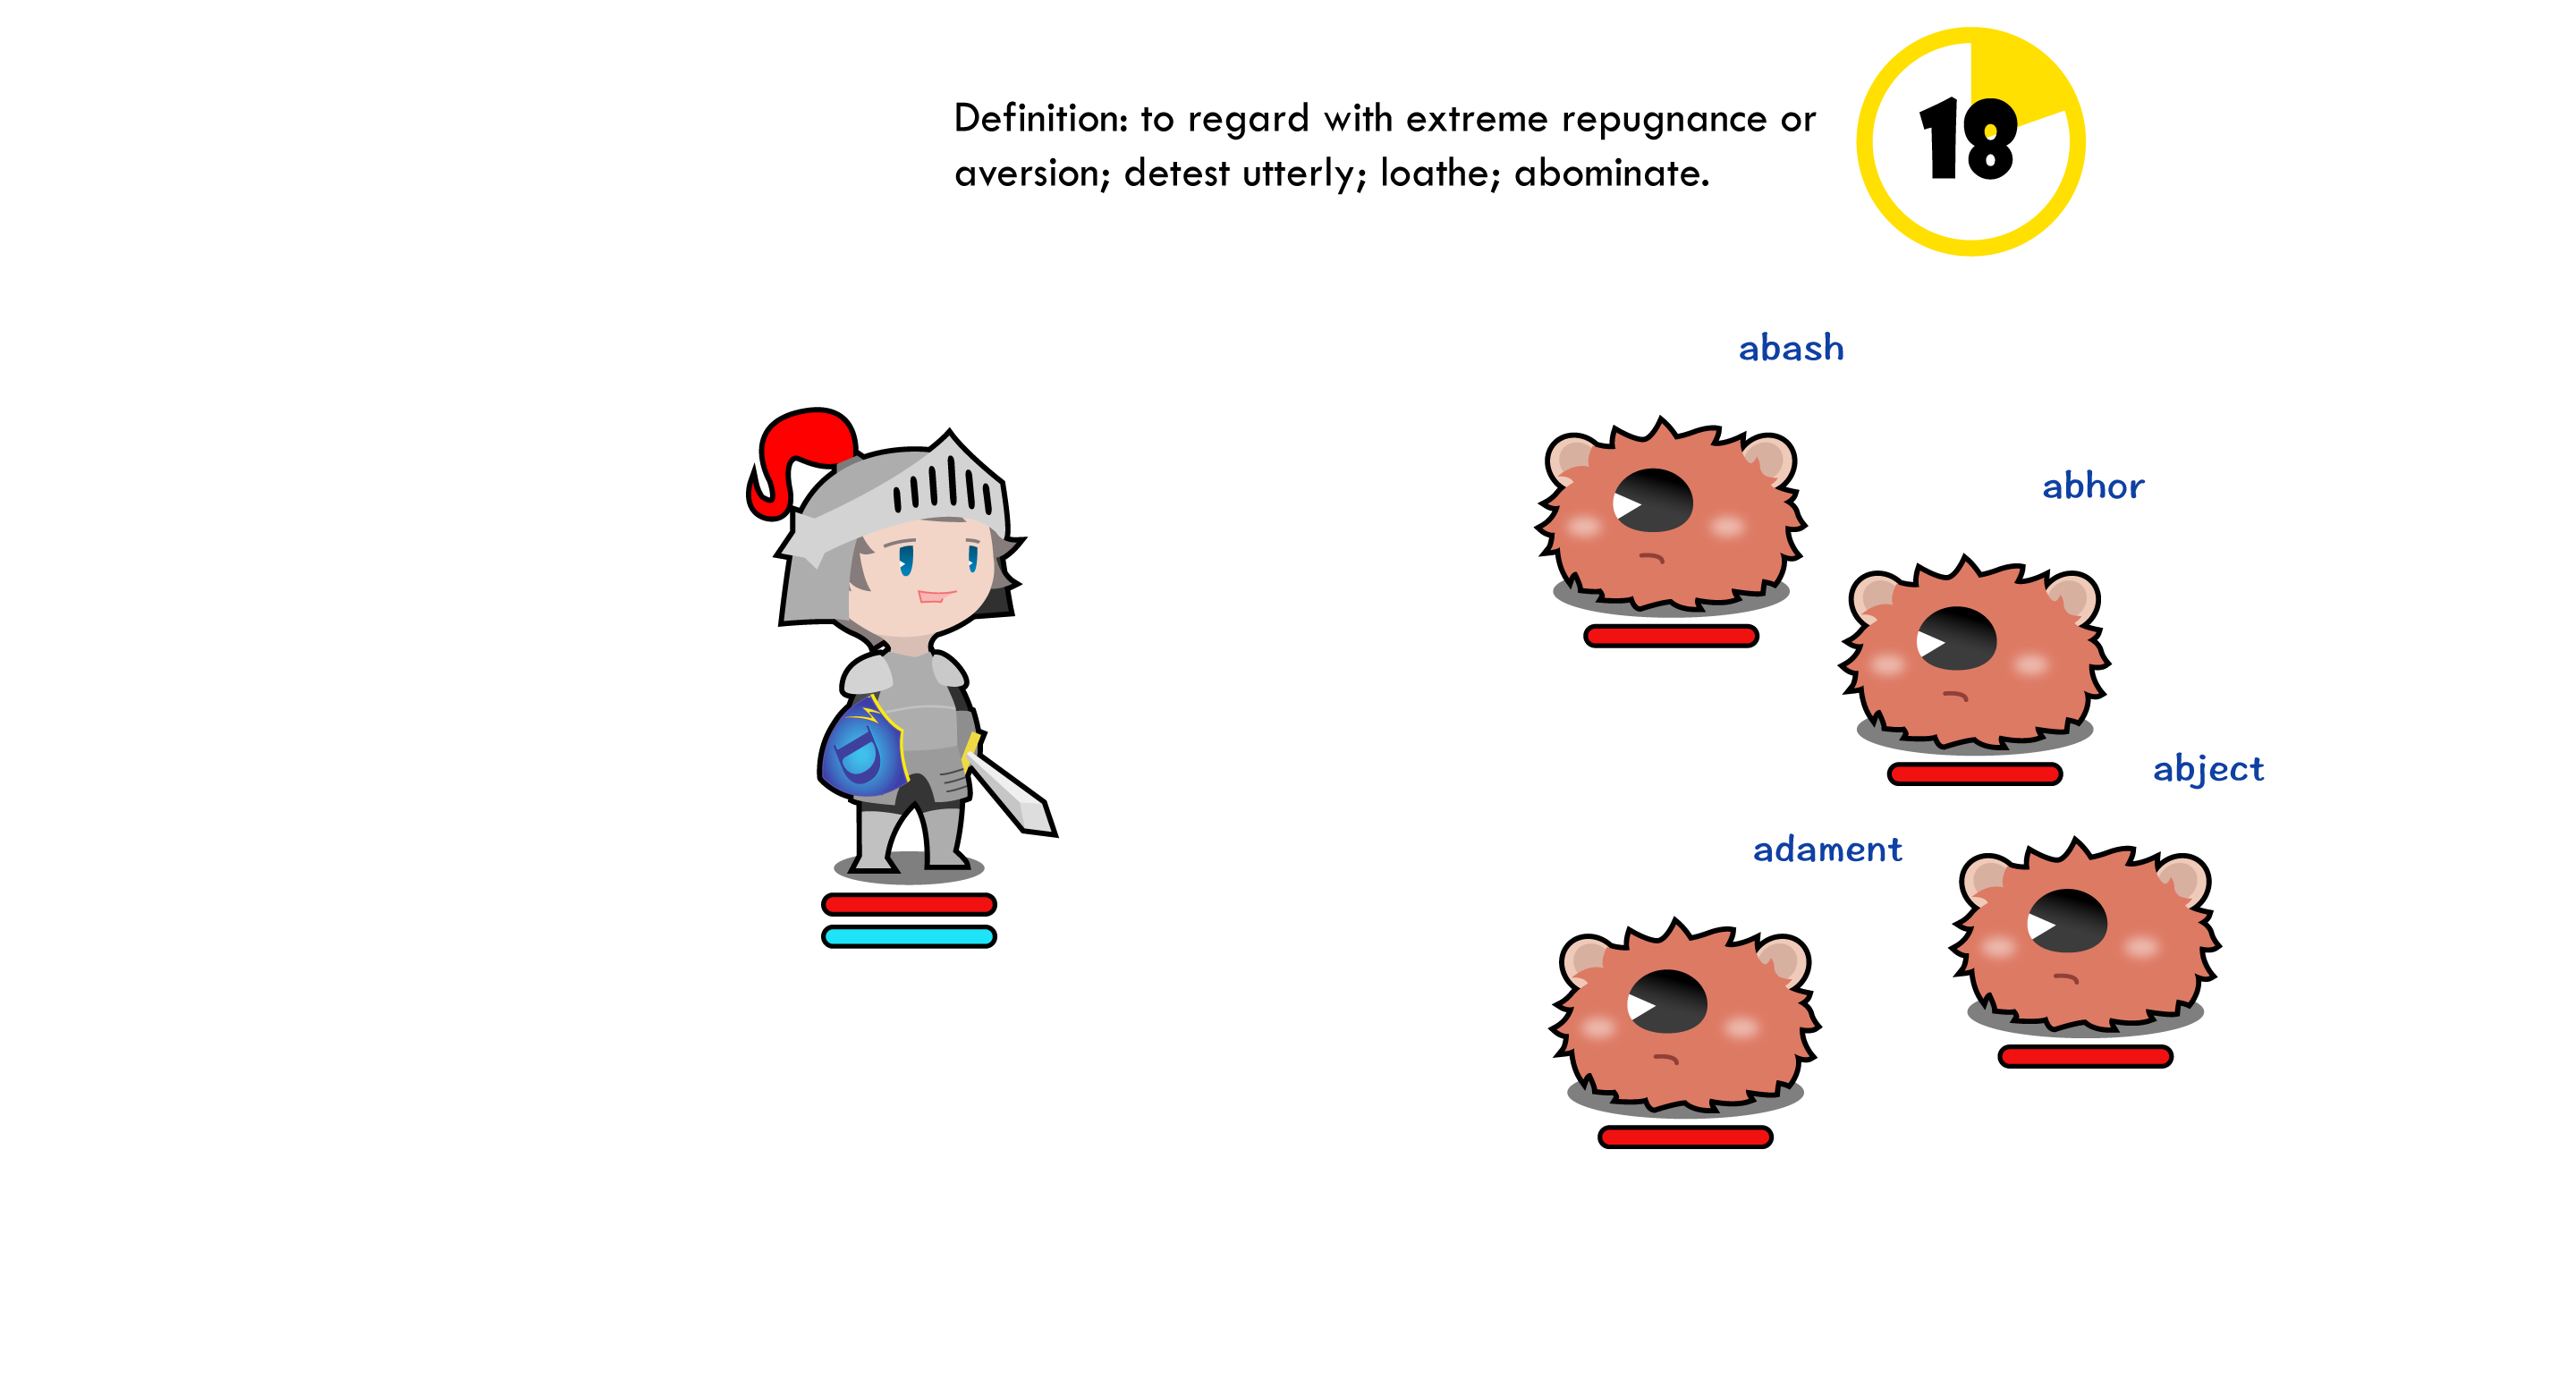 Definition: to regard with extreme repugnance or
aversion; detest utterly; loathe; abominate.
18
abash
abhor
abject
adament
D